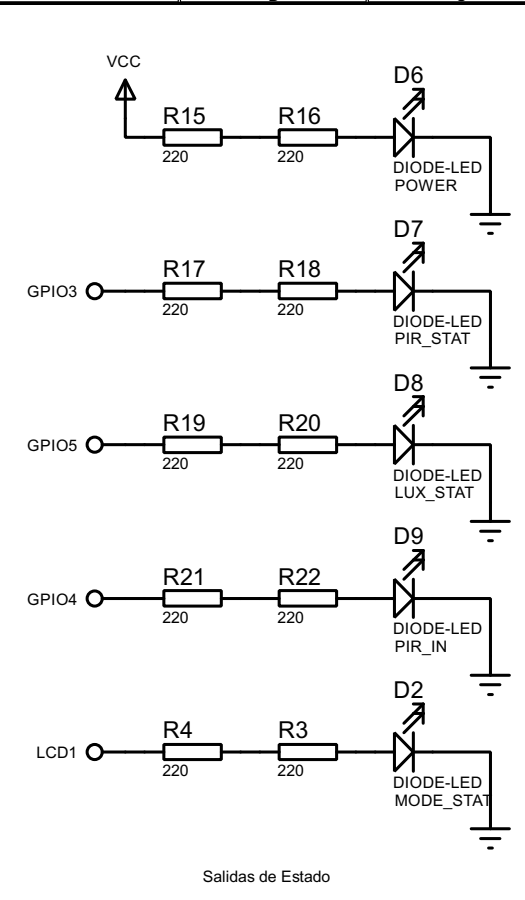 VCC
D6
R15
R16
220
220
DIODE-LED
POWER
D7
R17
R18
GPIO3
220
220
DIODE-LED
PIR_STAT
D8
R19
R20
GPIO5
220
220
DIODE-LED
LUX_STAT
D9
R21
R22
GPIO4
220
220
DIODE-LED
PIR_IN
D2
R4
R3
LCD1
220
220
DIODE-LED
MODE_STAT
Salidas de Estado